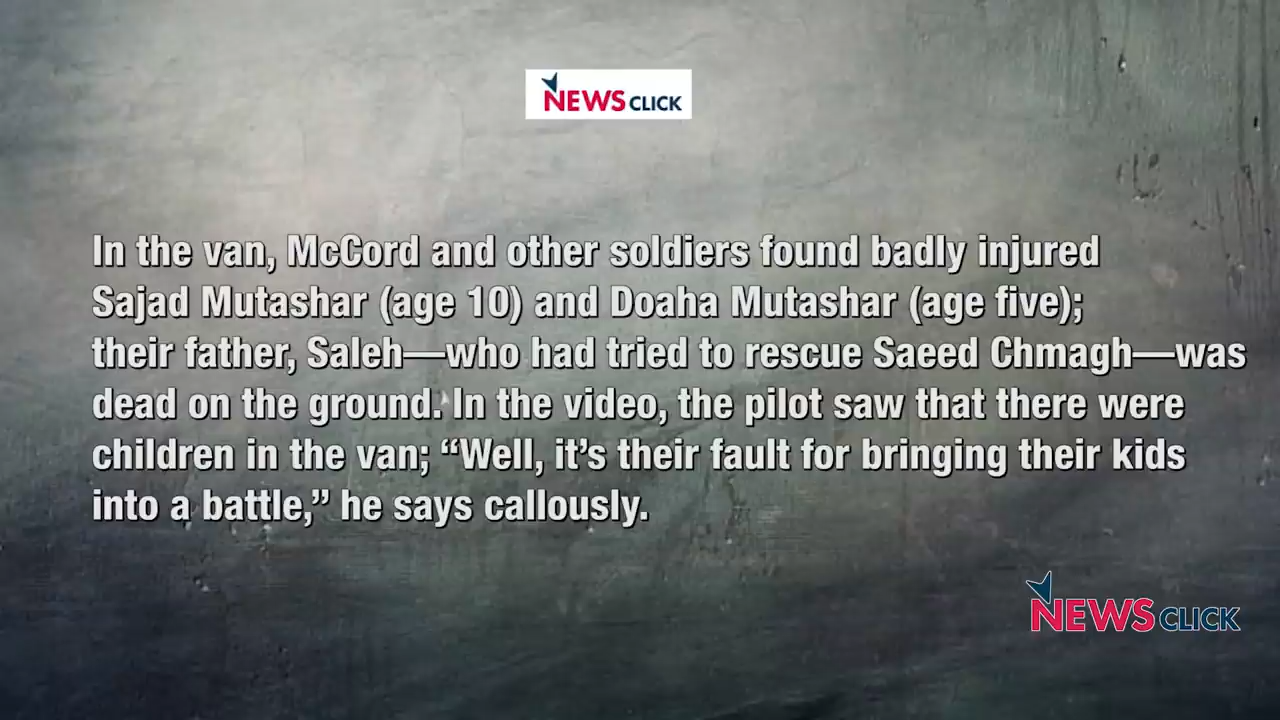 NEWS CLICK
In the van, McCord and other soldiers found badly injured
Sajad Mutashar (age 10) and Doaha Mutashar (age five);
their father, Saleh—who had tried to rescue Saeed Chmagh—was
dead on the ground. In the video, the pilot saw that there were
children in the van; “Well, it’s their fault for bringing their kids
into a battle,” he says callously.
NEWS CLICK